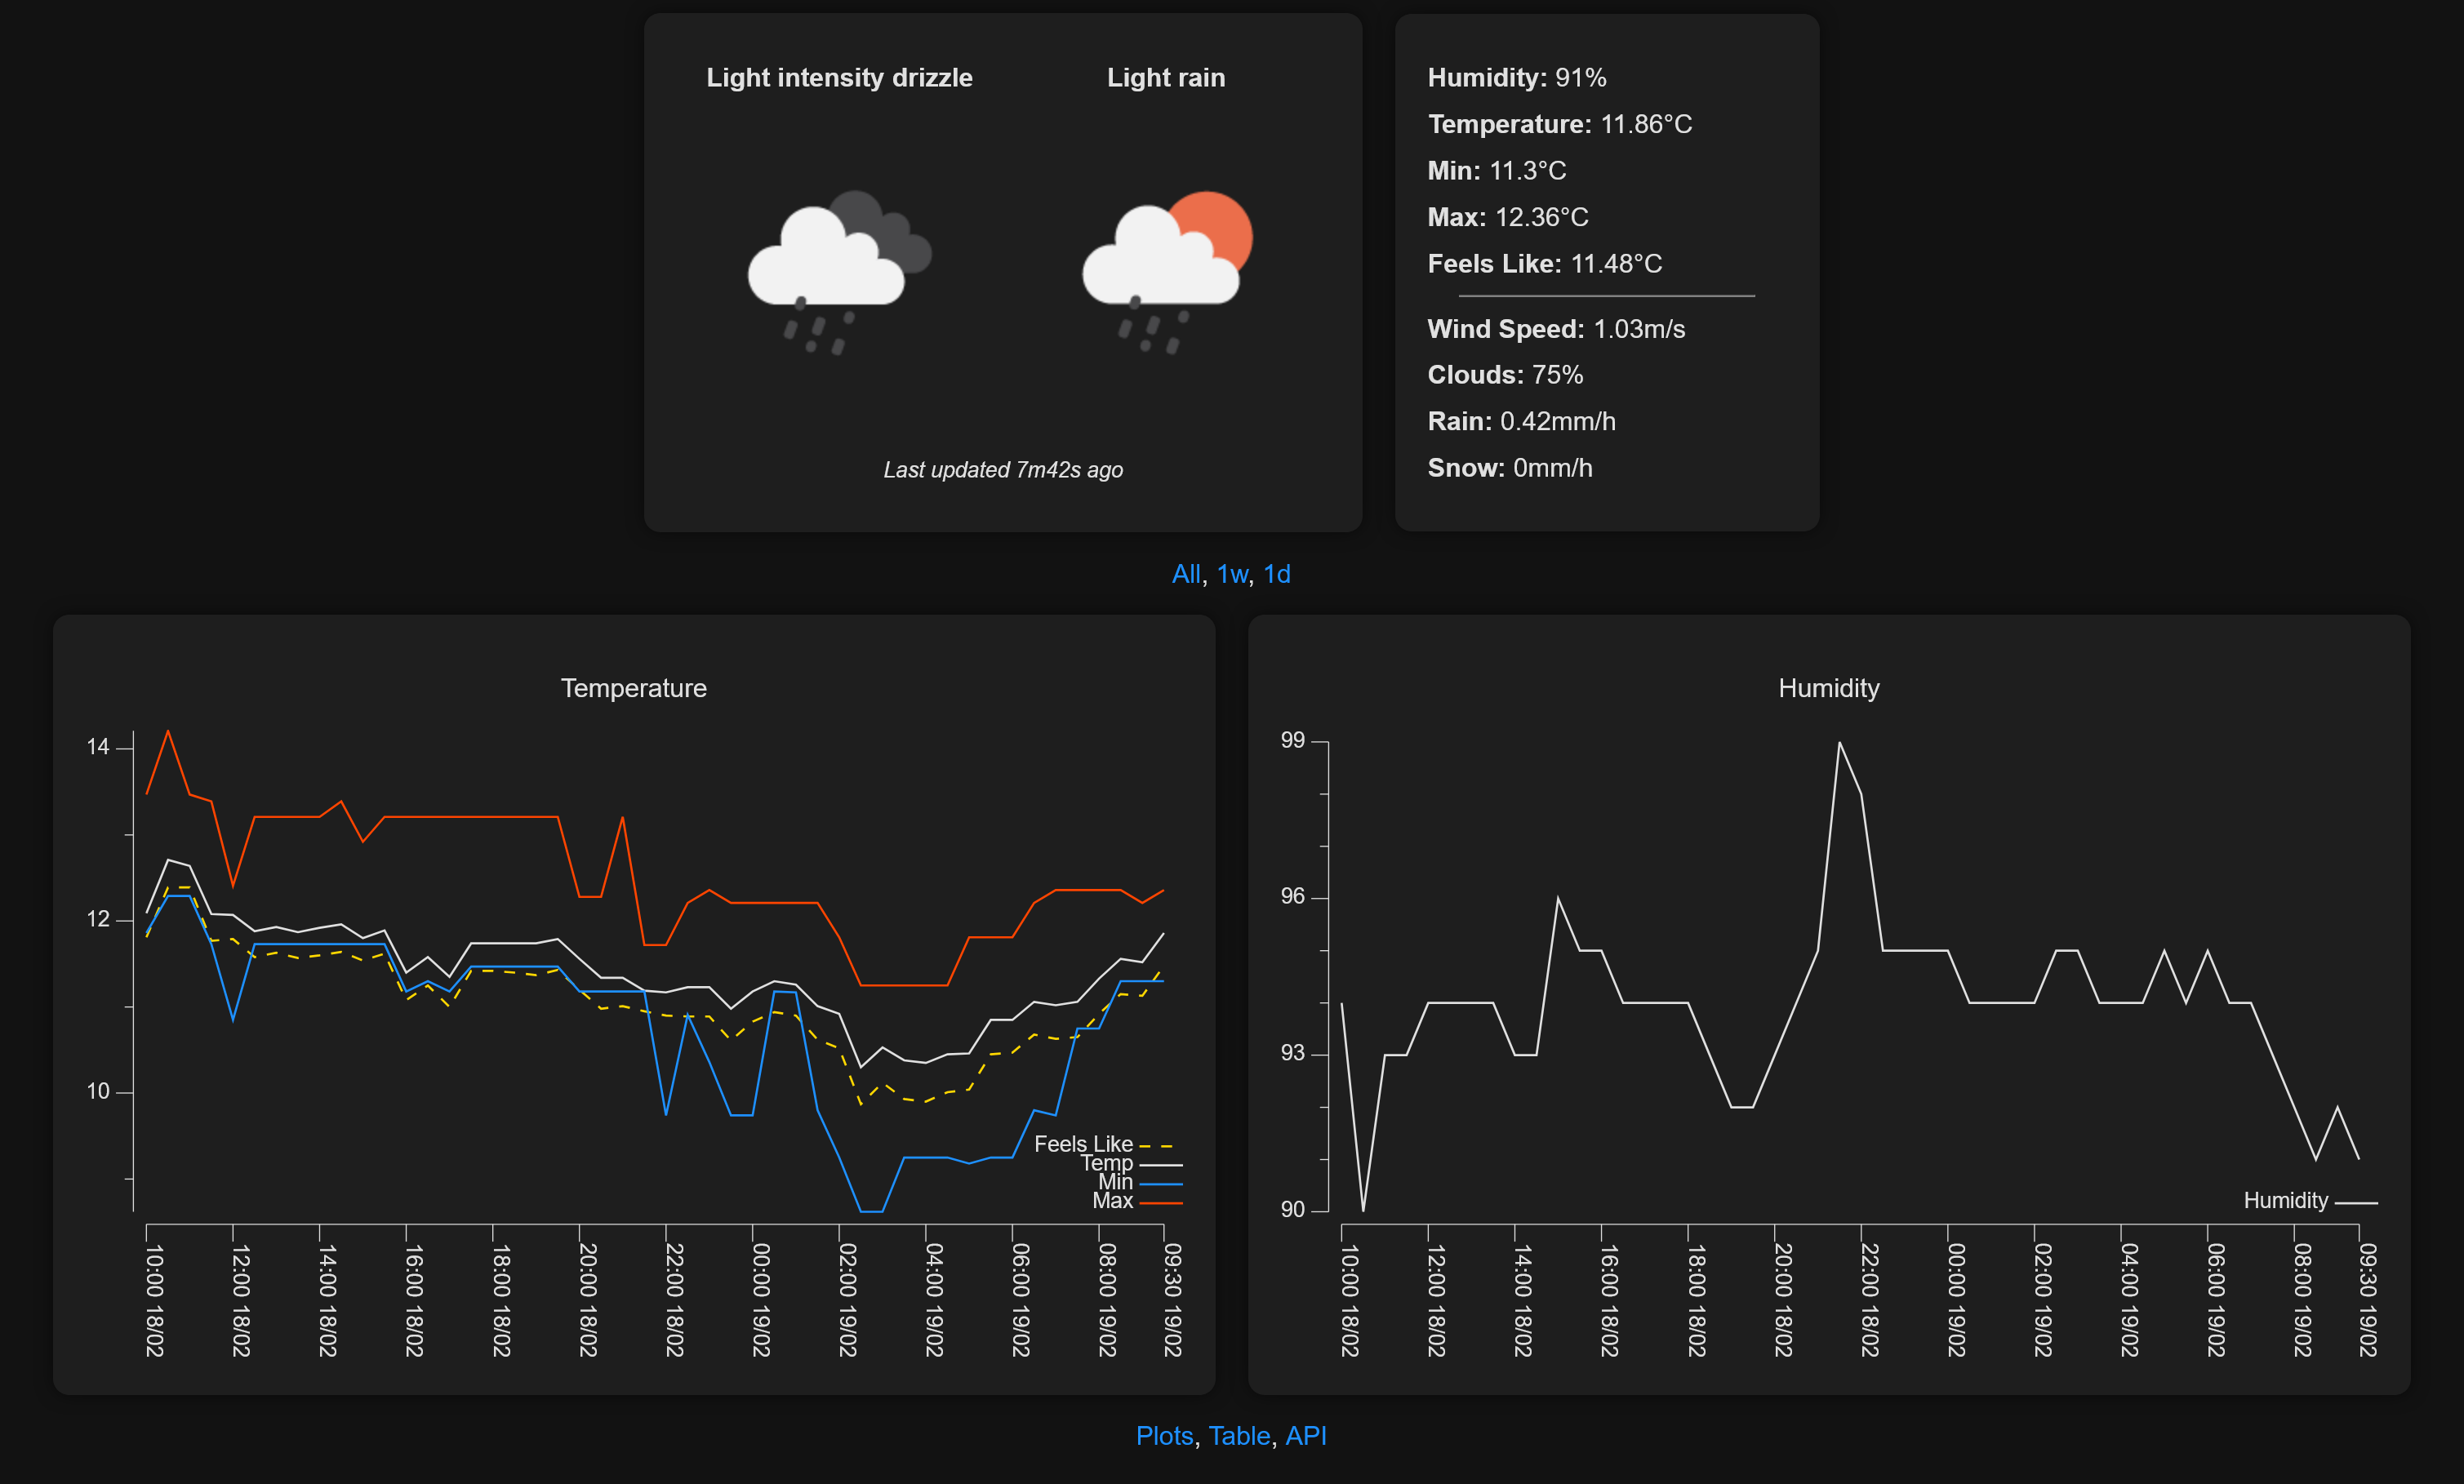 Light intensity drizzle
Light rain
Last updated 7m42s ago
Humidity: 91%
Temperature: 11.86°C
Min: 11.3°C
Max: 12.36°C
Feels Like: 11.48°C
Wind Speed: 1.03m/s
Clouds: 75%
Rain: 0.42mm/h
Snow: 0mm/h
All, 1w, 1d
Temperature
14
12
10
Feels Like
Temp
Min
Max
10:00 18/02
12:00 18/02
14:00 18/02
16:00 18/02
18:00 18/02
20:00 18/02
22:00 18/02
00:00 19/02
02:00 19/02
04:00 19/02
06:00 19/02
08:00 19/02
09:30 19/02
Humidity
99
96
93
90
Humidity
10:00 18/02
12:00 18/02
14:00 18/02
16:00 18/02
18:00 18/02
20:00 18/02
22:00 18/02
00:00 19/02
02:00 19/02
04:00 19/02
06:00 19/02
08:00 19/02
09:30 19/02
Plots, Table, API